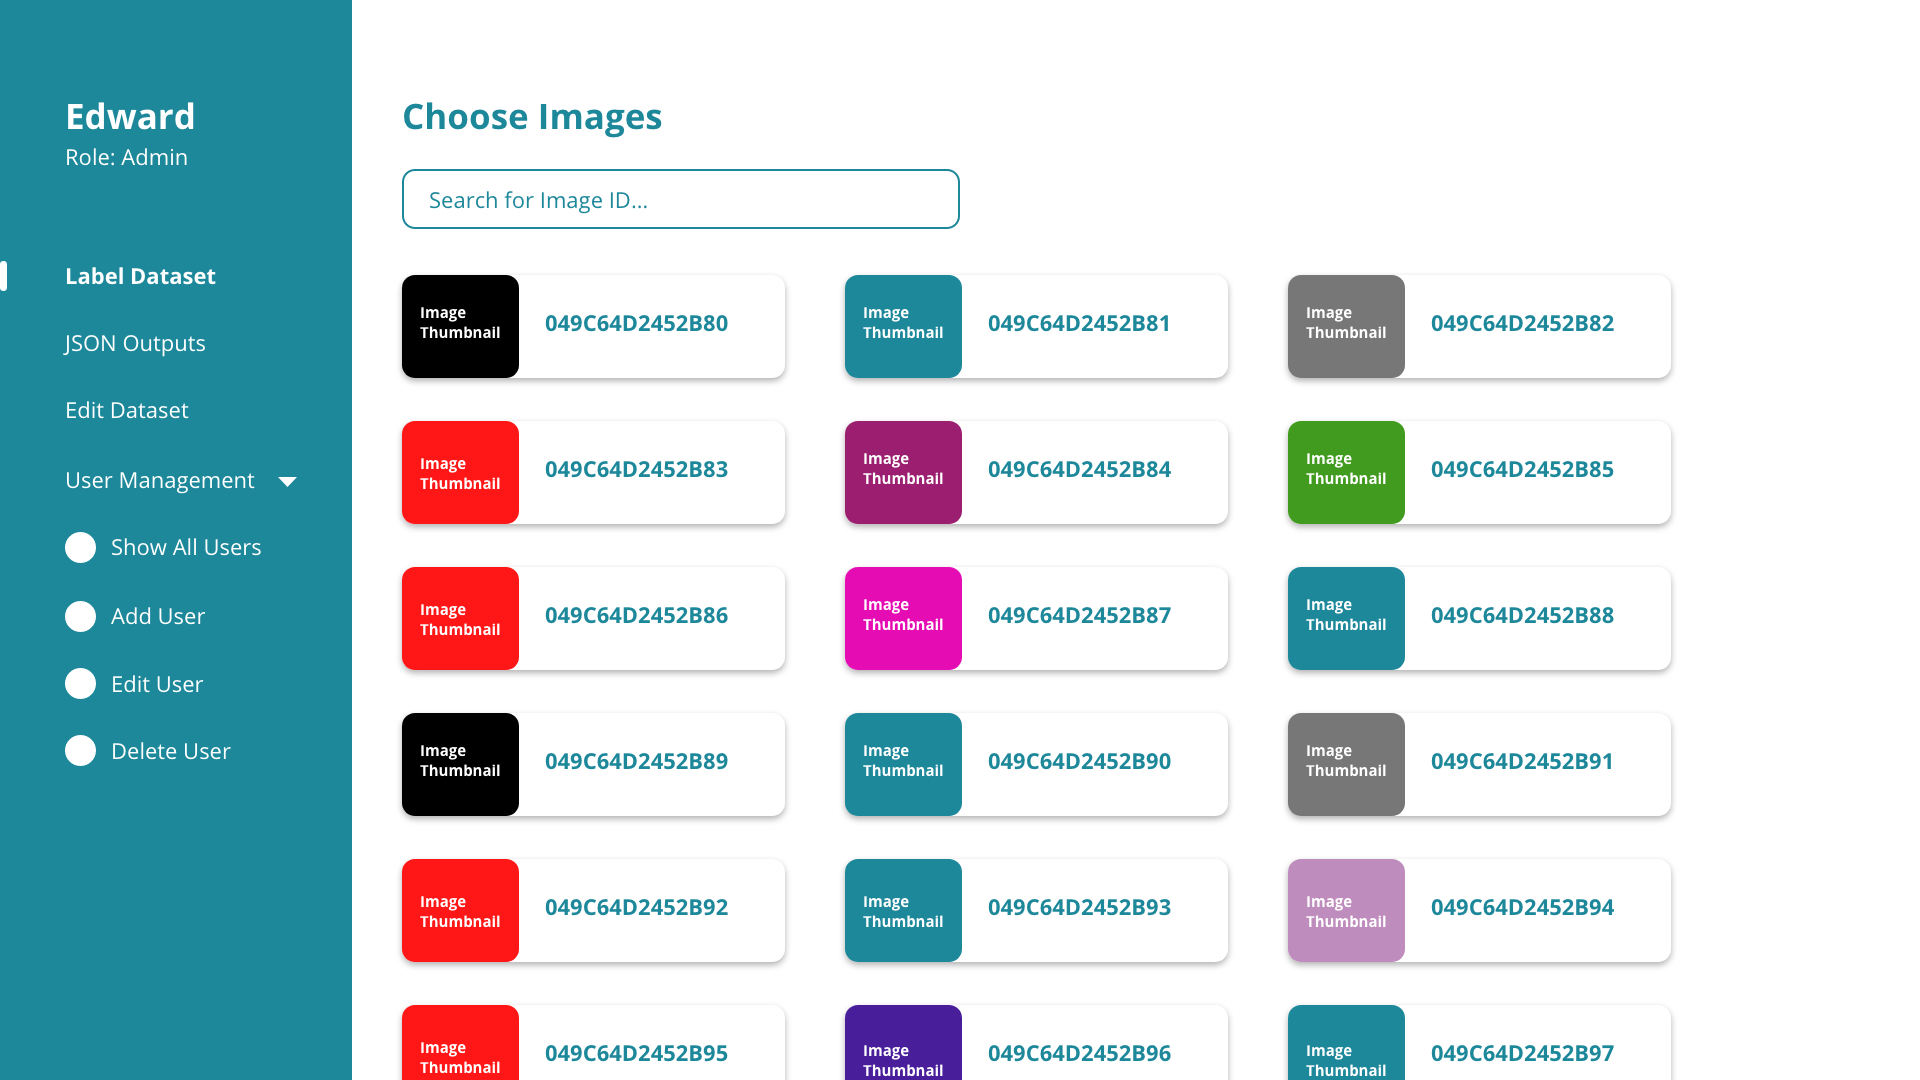 Edward
Role: Admin
Label Dataset
JSON Outputs
Edit Dataset
User Management
Show All Users
Add User
Edit User
Delete User
Choose Images
Search for Image ID...
Image
Thumbnail
049C64D2452B80
Image
Thumbnail
049C64D2452B81
Image
Thumbnail
049C64D2452B82
Image
Thumbnail
049C64D2452B83
Image
Thumbnail
049C64D2452B84
Image
Thumbnail
049C64D2452B85
Image
Thumbnail
049C64D2452B86
Image
Thumbnail
049C64D2452B87
Image
Thumbnail
049C64D2452B88
Image
Thumbnail
049C64D2452B89
Image
Thumbnail
049C64D2452B90
Image
Thumbnail
049C64D2452B91
Image
Thumbnail
049C64D2452B92
Image
Thumbnail
049C64D2452B93
Image
Thumbnail
049C64D2452B94
Image
Thumbnail
049C64D2452B95
Image
Thumbnail
049C64D2452B96
Image
Thumbnail
049C64D2452B97